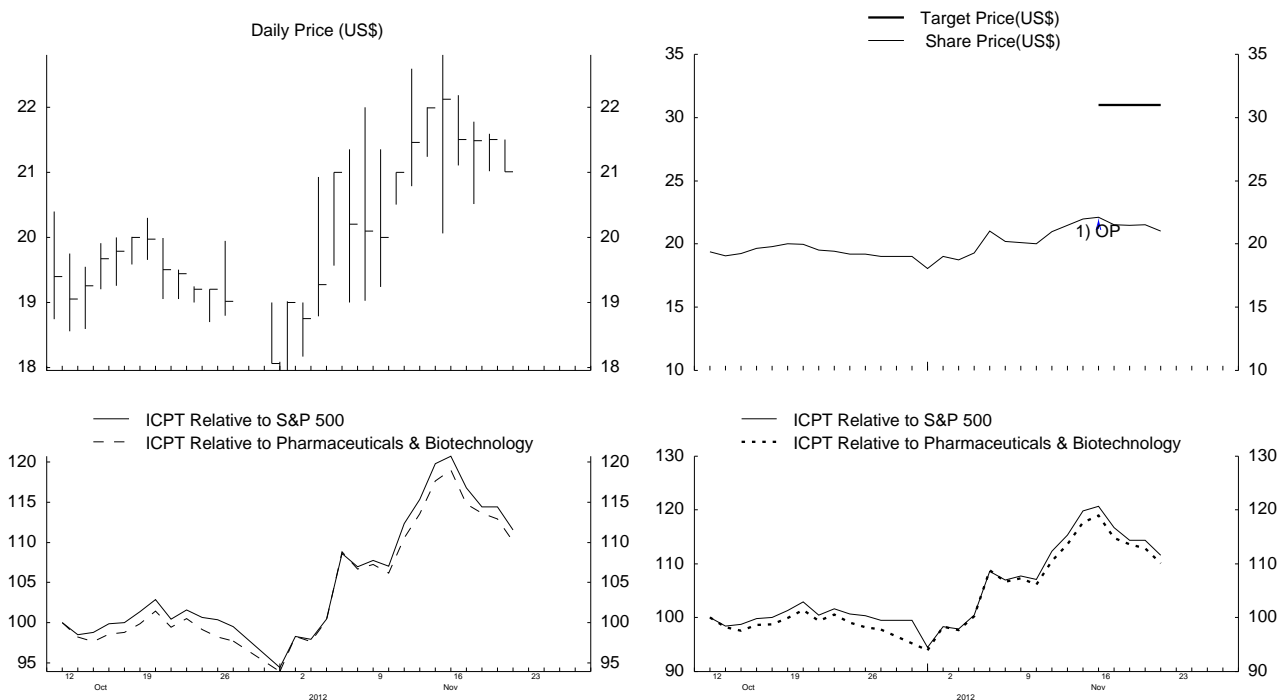 Daily Price (US$)
22 22
21 21
20 20
19 19
18 18
Target Price(US$)
Share Price(US$)
35 35
30 30
25 25
20 20
1) OP
15 15
10 10
ICPT Relative to S&P 500
ICPT Relative to Pharmaceuticals & Biotechnology
120 120
115 115
110 110
105 105
100 100
95 95
12 19 26 2 9 16 23
Oct Nov
2012
ICPT Relative to S&P 500
ICPT Relative to Pharmaceuticals & Biotechnology
130 130
120 120
110 110
100 100
90 90
12 19 26 2 9 16 23
Oct Nov
2012